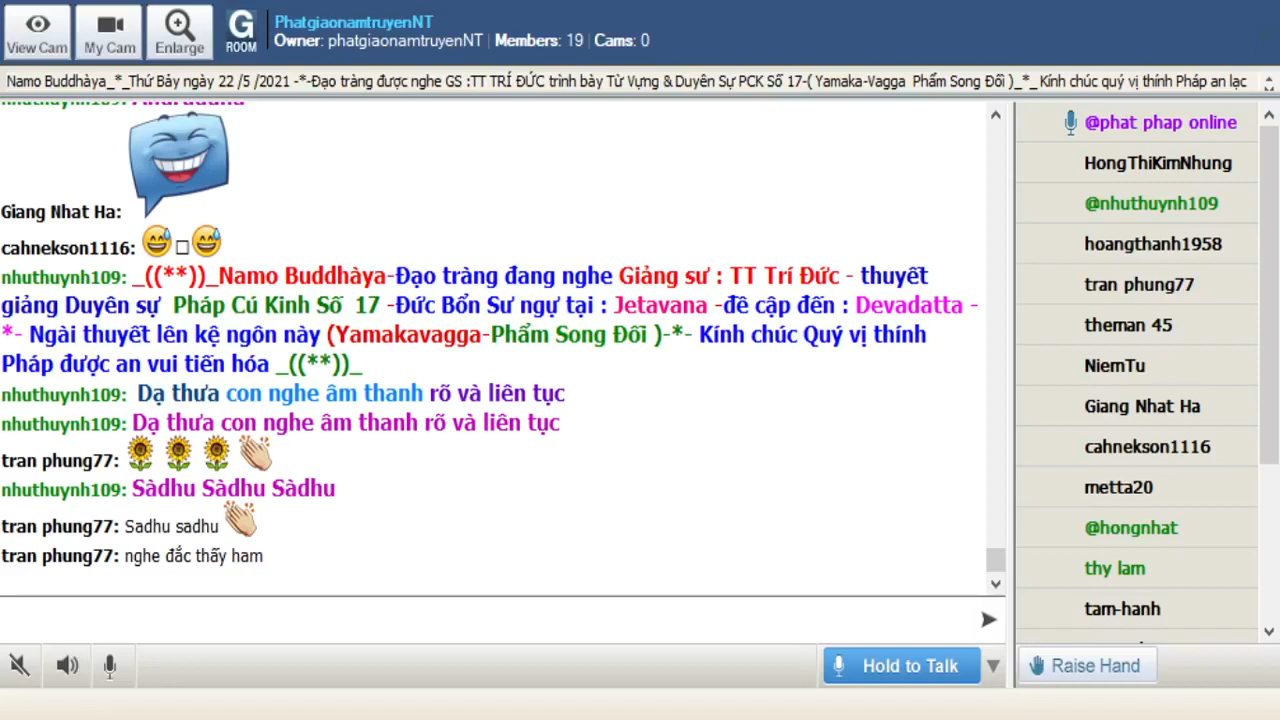 View Cam
My Cam
Enlarge
G
ROOM
PhatgiaonamtruyenNT
Owner: phatgiaonamtruyenNT | Members: 19 | Cams: 0
Namo Buddhàya_*_Thứ Bảy ngày 22 /5 /2021 -*-Đạo tràng được nghe GS :TT TRÍ ĐỨC trình bày Từ Vựng & Duyên Sự PCK Số 17-( Yamaka-Vagga Phẩm Song Đối )_*_Kính chúc quý vị thính Pháp an lạc
Giang Nhat Ha:
cahnekson1116:
nhuthuynh109: _((**))_Namo Buddhàya-Đạo tràng đang nghe Giảng sư : TT Trí Đức - thuyết
giảng Duyên sự Pháp Cú Kinh Số 17 -Đức Bổn Sư ngự tại : Jetavana -đề cập đến : Devadatta -
*- Ngài thuyết lên kệ ngôn này (Yamakavagga-Phẩm Song Đối )-*- Kính chúc Quý vị thính
Pháp được an vui tiến hóa _((**))_
nhuthuynh109: Dạ thưa con nghe âm thanh rõ và liên tục
nhuthuynh109: Dạ thưa con nghe âm thanh rõ và liên tục
tran phung77:
nhuthuynh109: Sàdhu Sàdhu Sàdhu
tran phung77: Sadhu sadhu
tran phung77: nghe đắc thấy ham
@phat phap online
HongThiKimNhung
@nhuthuynh109
hoangthanh1958
tran phung77
theman 45
NiemTu
Giang Nhat Ha
cahnekson1116
metta20
@hongnhat
thy lam
tam-hanh
Hold to Talk
Raise Hand